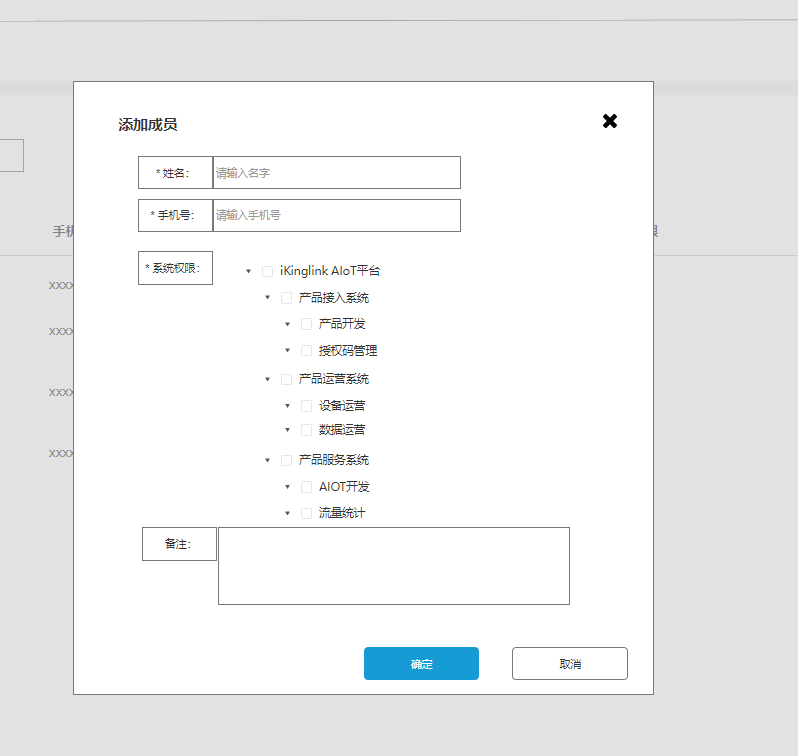 添加成员
* 姓名：
请输入名字
* 手机号：
请输入手机号
* 系统权限：
iKinglink AIoT平台
产品接入系统
产品开发
授权码管理
产品运营系统
设备运营
数据运营
产品服务系统
AIOT开发
流量统计
备注：
确定
取消
手机
xxxx
xxxx
xxxx
xxxx